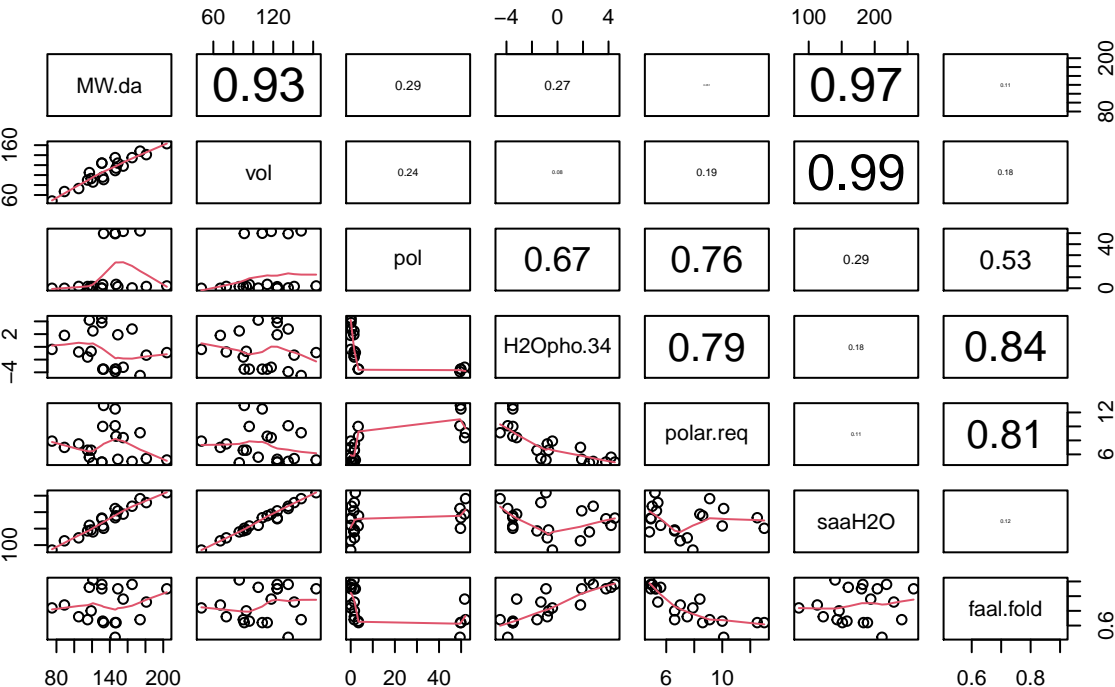 60 120 −4 0 4 100 200
MW.da 0.93 0.29 0.27 0.97 0.11 80 200
60 160 vol 0.24 0.08 0.19 0.99 0.18
pol 0.67 0.76 0.29 0.53 0 40
−4 2 H2Opho.34 0.79 0.18 0.84
polar.req 0.11 0.81 6 12
100 saaH2O 0.12
faal.fold 0.6
80 140 200 0 20 40 6 10 0.6 0.8